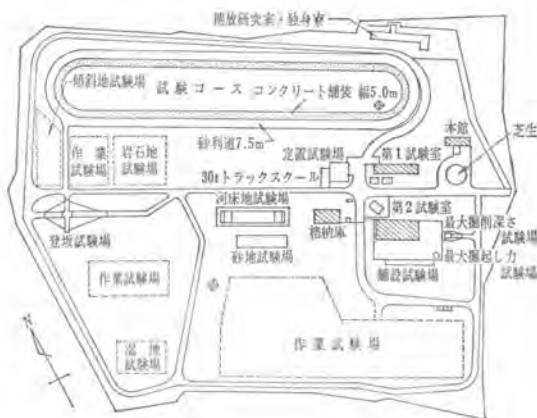 開放研究室・独身寮
傾斜地試験場
試験コース コンクリート舗装 幅5.0m
砂利道7.5m
本館
芝生
作業
試験場
岩石地
試験場
定置試験場
第1試験室
30tトラックスケール
河床地試験場
第2試験室
登坂試験場
格納庫
最大掘削深さ
試験場
砂地試験場
最大掘起し力
試験場
舗設試験場
作業試験場
作業試験場
湿地
試験場
N